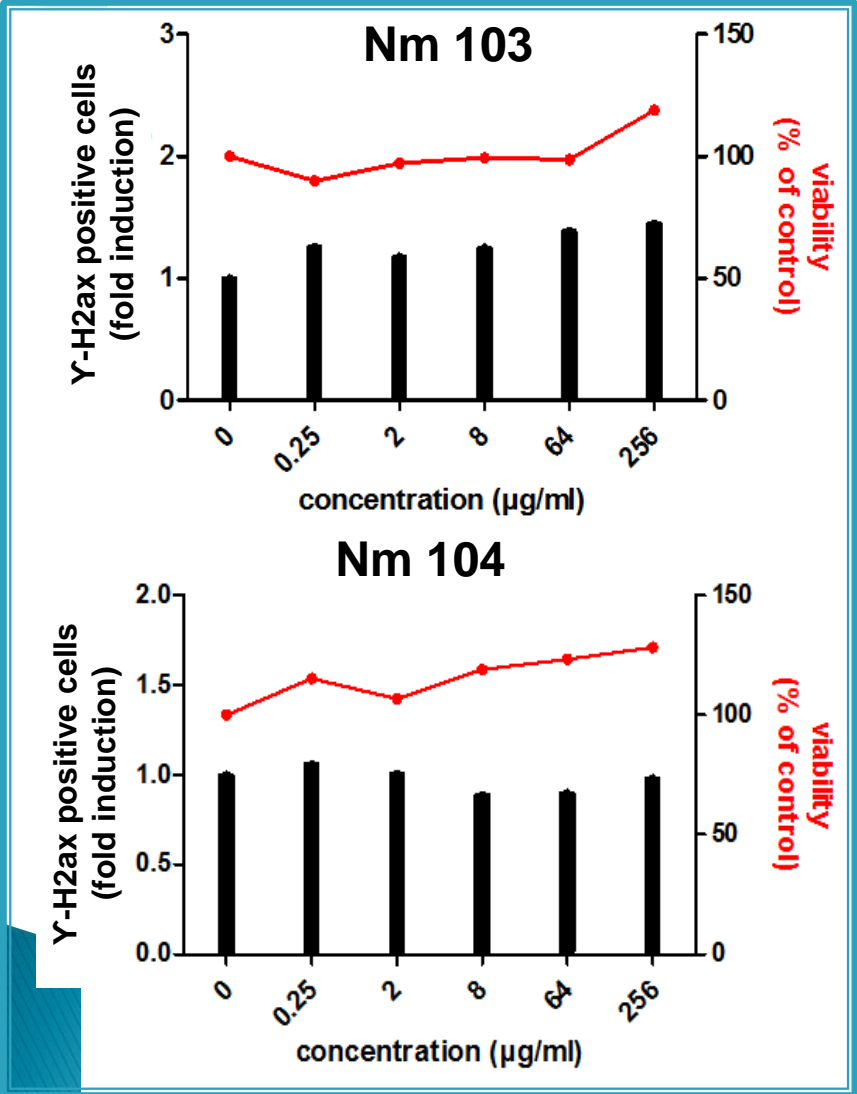 Nm 103
3
2
1
0
ϒ-H2ax positive cells
(fold induction)
150
100
50
0
viability
(% of control)
0
0.25
2
8
64
256
concentration (µg/ml)
Nm 104
2.0
1.5
1.0
0.5
0.0
ϒ-H2ax positive cells
(fold induction)
150
100
50
0
viability
(% of control)
0
0.25
2
8
64
256
concentration (µg/ml)